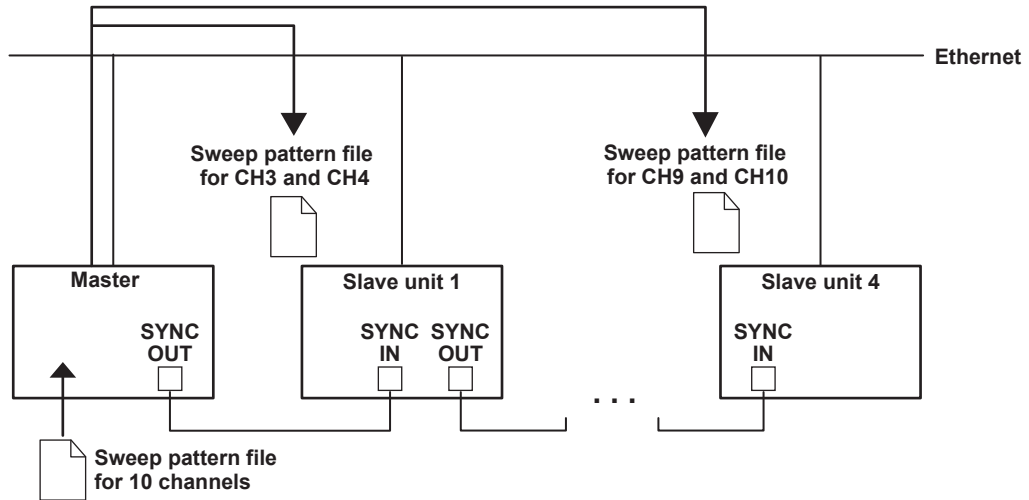 Ethernet
Sweep pattern file
for CH3 and CH4
Sweep pattern file
for CH9 and CH10
Master
SYNC
OUT
Slave unit 1
SYNC
IN
SYNC
OUT
Slave unit 4
SYNC
IN
. . .
Sweep pattern file
for 10 channels